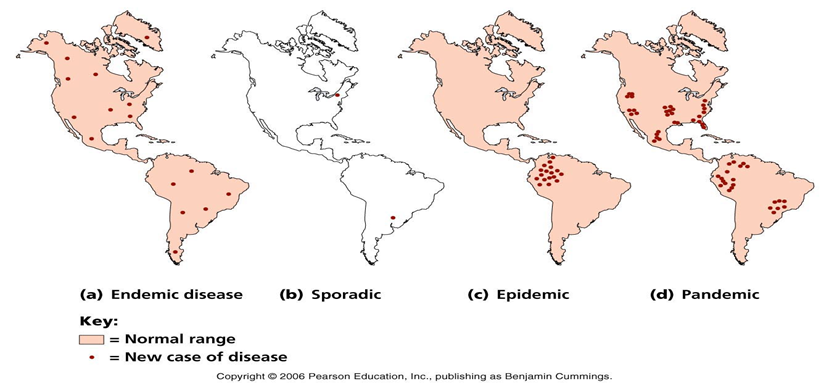 (a) Endemic disease
(b) Sporadic
(c) Epidemic
(d) Pandemic
Key:
= Normal range
= New case of disease
Copyright © 2006 Pearson Education, Inc., publishing as Benjamin Cummings.